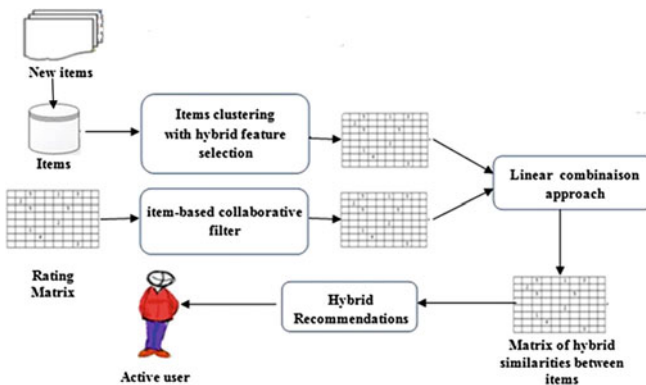 New items
Items
Items clustering
with hybrid feature
selection
Linear combinaison
approach
item-based collaborative
filter
Rating
Matrix
Hybrid
Recommendations
Active user
Matrix of hybrid
similarities between
items